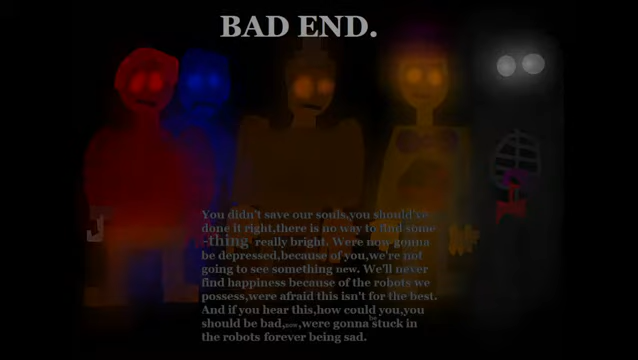 BAD END.
You didn't save our souls,you should've
done it right,there is no way to find some
-thing really bright. Were now gonna
be depressed,because of you,we're not
going to see something new. We'll never
find happiness because of the robots we
possess,were afraid this isn't for the best.
And if you hear this,how could you,you
should be bad,now,were gonna be stuck in
the robots forever being sad.